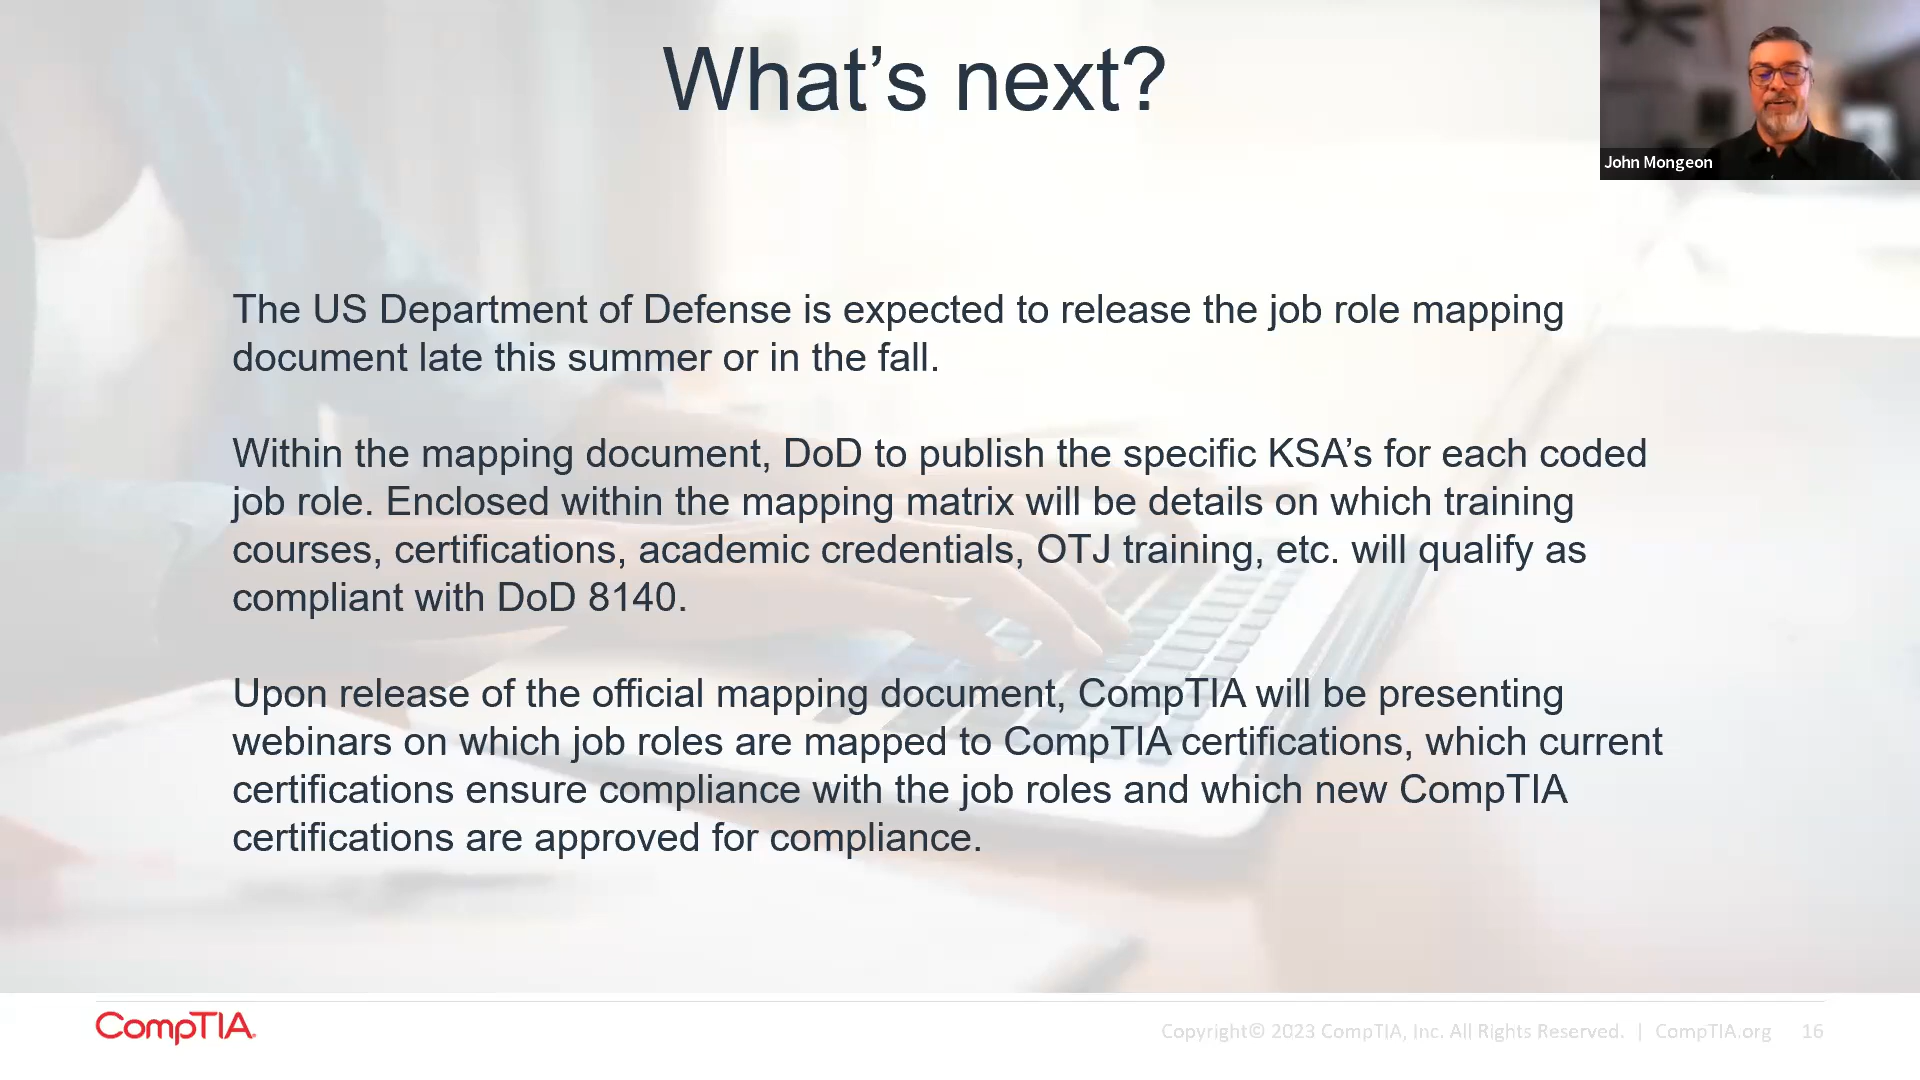 What’s next?
John Mongeon
The US Department of Defense is expected to release the job role mapping
document late this summer or in the fall.
Within the mapping document, DoD to publish the specific KSA’s for each coded
job role. Enclosed within the mapping matrix will be details on which training
courses, certifications, academic credentials, OTJ training, etc. will qualify as
compliant with DoD 8140.
Upon release of the official mapping document, CompTIA will be presenting
webinars on which job roles are mapped to CompTIA certifications, which current
certifications ensure compliance with the job roles and which new CompTIA
certifications are approved for compliance.
CompTIA.
Copyright© 2023 CompTIA, Inc. All Rights Reserved. | CompTIA.org 16